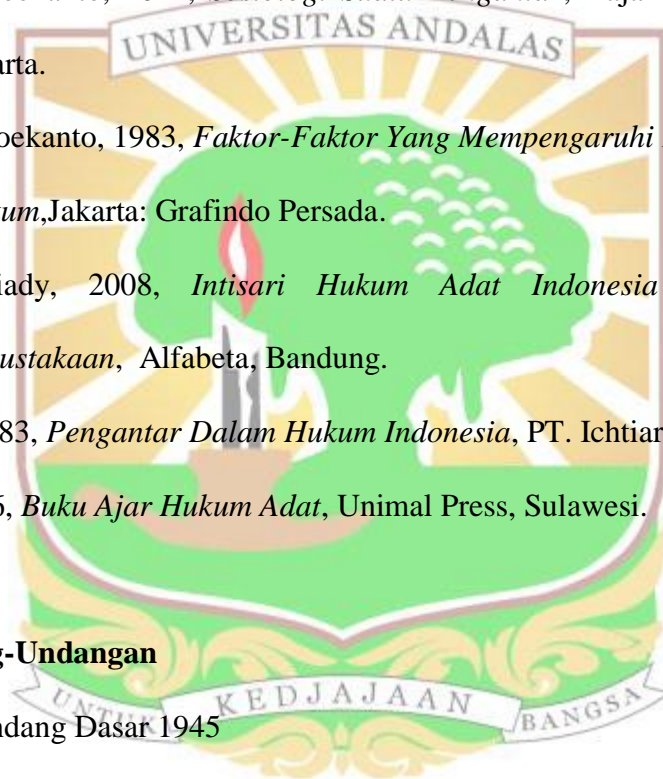 UNIVERSITAS ANDALAS
arta.
oekanto, 1983, Faktor-Faktor Yang Mempengaruhi
um,Jakarta: Grafindo Persada.
iady, 2008, Intisari Hukum Adat Indonesia
ustakaan, Alfabeta, Bandung.
83, Pengantar Dalam Hukum Indonesia, PT. Ichtiar
6, Buku Ajar Hukum Adat, Unimal Press, Sulawesi.
g-Undangan
UNTUK KEDJAJAAN BANGSA
ndang Dasar 1945